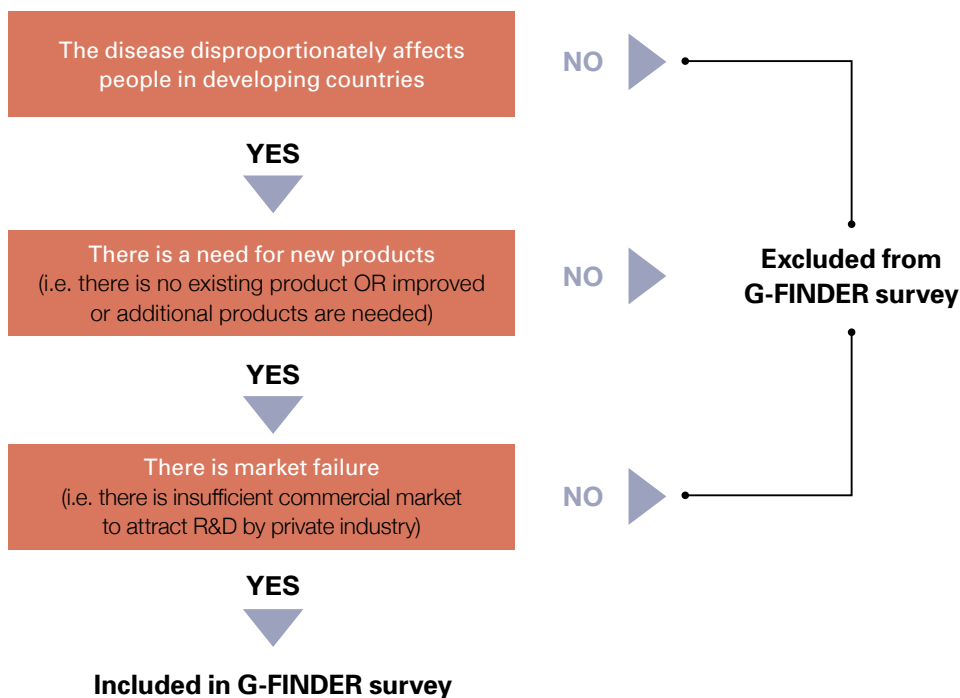 The disease disproportionately affects
people in developing countries
NO
YES
There is a need for new products
(i.e. there is no existing product OR improved
or additional products are needed)
NO
Excluded from
G-FINDER survey
YES
There is market failure
(i.e. there is insufficient commercial market
to attract R&D by private industry)
NO
YES
Included in G-FINDER survey